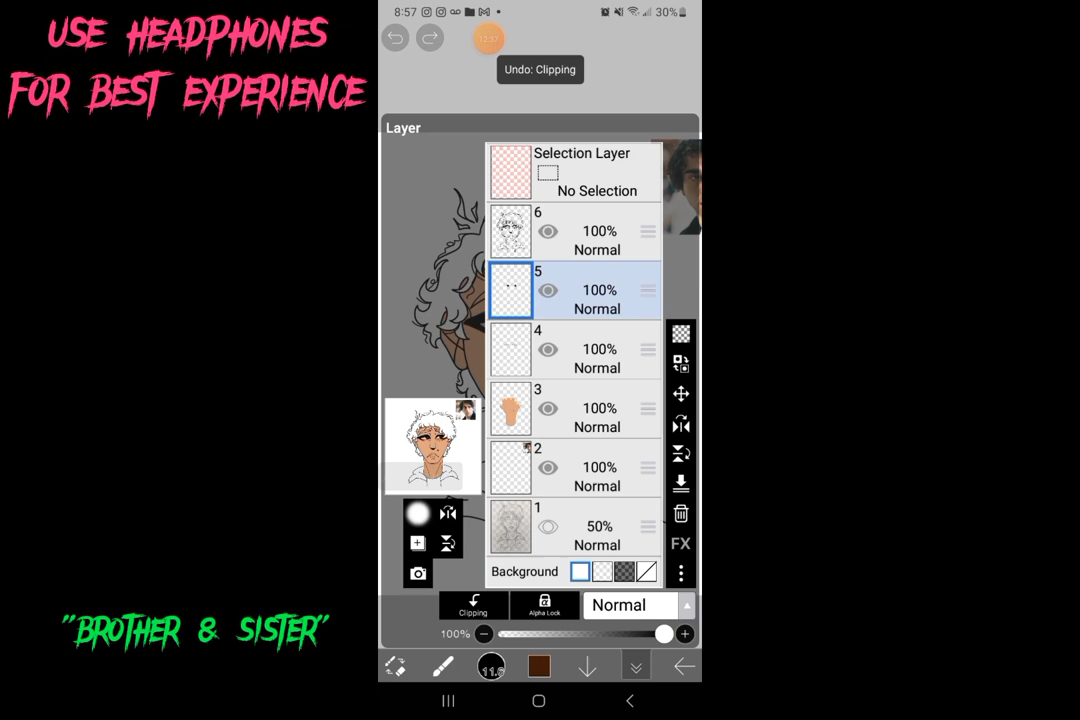 USE HEADPHONES
FOR BEST EXPERIENCE
"BROTHER & SISTER"
8:57
30%
Undo: Clipping
Layer
Selection Layer
No Selection
6
100%
Normal
5
100%
Normal
4
100%
Normal
3
100%
Normal
2
100%
Normal
1
50%
Normal
Background
FX
Clipping
Alpha Lock
Normal
100%